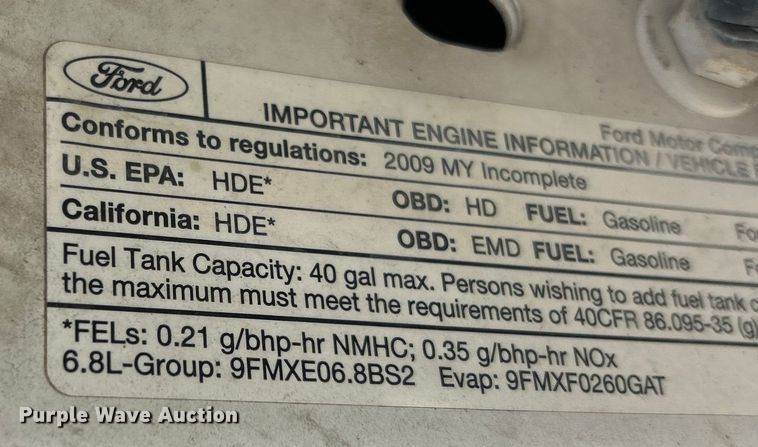 Ford
Ford Motor Comp
IMPORTANT ENGINE INFORMATION / VEHICLE
Conforms to regulations: 2009 MY Incomplete
U.S. EPA: HDE* OBD: HD FUEL: Gasoline Fo
California: HDE* OBD: EMD FUEL: Gasoline
Fuel Tank Capacity: 40 gal max. Persons wishing to add fuel tank c
the maximum must meet the requirements of 40CFR 86.095-35 (g)
*FELs: 0.21 g/bhp-hr NMHC; 0.35 g/bhp-hr NOx
6.8L-Group: 9FMXE06.8BS2 Evap: 9FMXF0260GAT
Purple Wave Auction